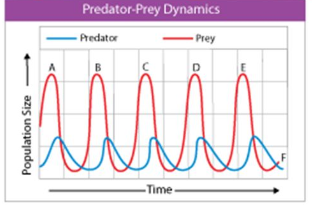 Predator-Prey Dynamics
Predator
Prey
A B C D E
F
Population Size
Time